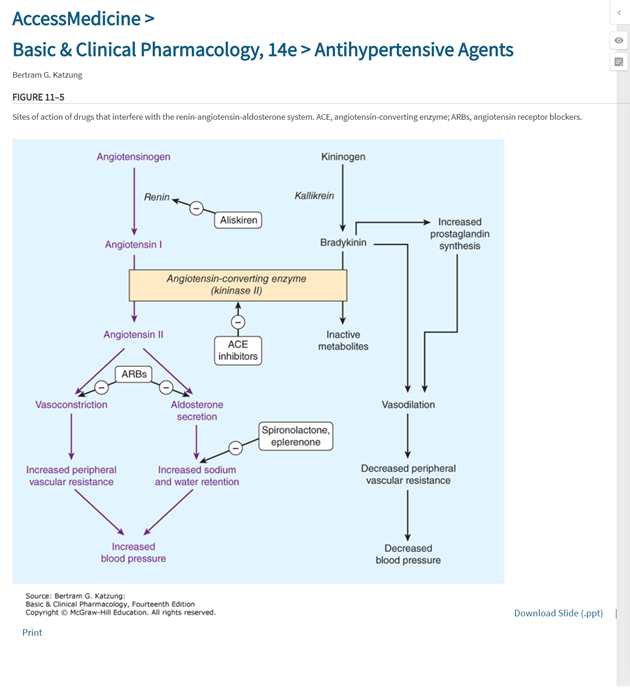 AccessMedicine >
Basic & Clinical Pharmacology, 14e > Antihypertensive Agents
Bertram G. Katzung
FIGURE 11–5
Sites of action of drugs that interfere with the renin-angiotensin-aldosterone system. ACE, angiotensin-converting enzyme; ARBs, angiotensin receptor blockers.
Angiotensinogen
Kininogen
Renin
Kallikrein
Aliskiren
Increased
prostaglandin
synthesis
Angiotensin I
Bradykinin
Angiotensin-converting enzyme
(kininase II)
Angiotensin II
ACE
inhibitors
Inactive
metabolites
ARBs
Vasoconstriction
Aldosterone
secretion
Vasodilation
Spironolactone,
eplerenone
Increased peripheral
vascular resistance
Increased sodium
and water retention
Decreased peripheral
vascular resistance
Increased
blood pressure
Decreased
blood pressure
Source: Bertram G. Katzung:
Basic & Clinical Pharmacology, Fourteenth Edition
Copyright © McGraw-Hill Education. All rights reserved.
Download Slide (.ppt) |
Print